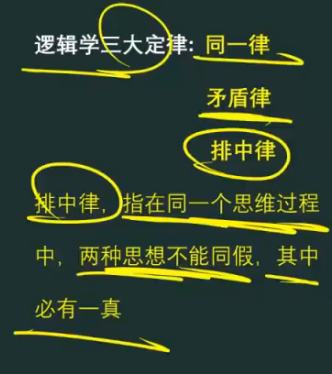 逻辑学三大定律: 同一律
矛盾律
排中律
排中律，指在同一个思维过程
中，两种思想不能同假，其中
必有一真